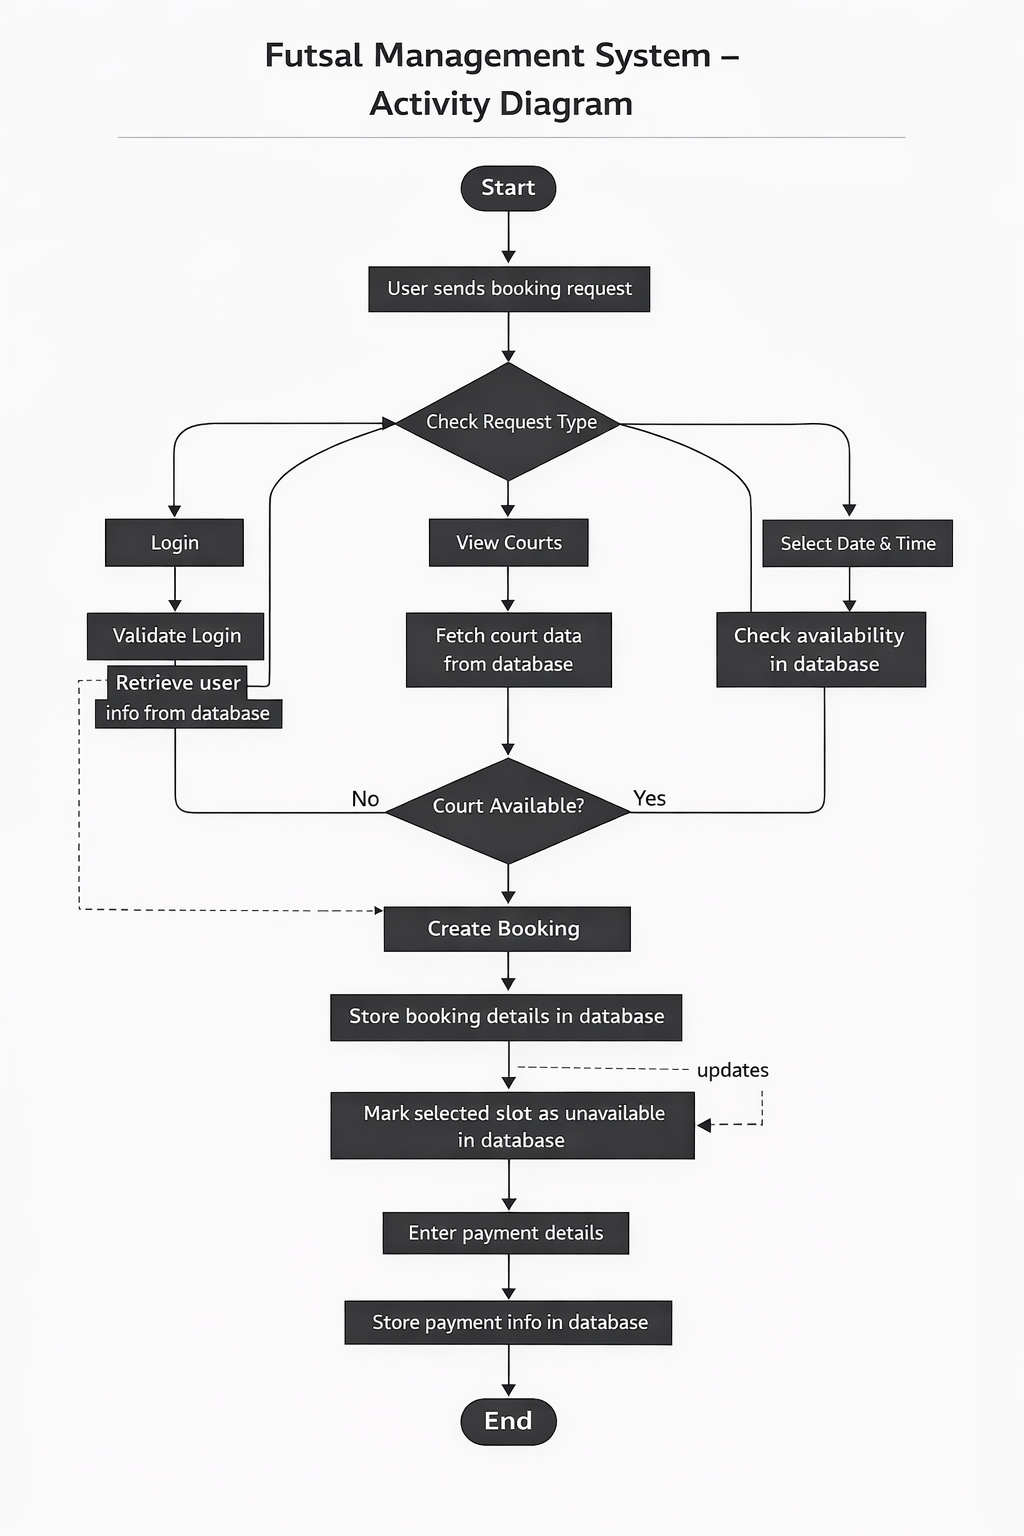 Futsal Management System –
Activity Diagram
Start
User sends booking request
Check Request Type
Login
View Courts
Select Date & Time
Validate Login
Fetch court data
from database
Check availability
in database
Retrieve user
info from database
No
Court Available?
Yes
Create Booking
Store booking details in database
updates
Mark selected slot as unavailable
in database
Enter payment details
Store payment info in database
End